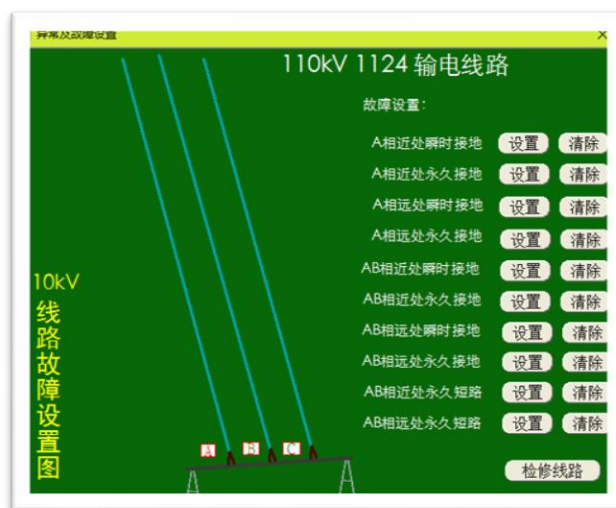 异常及故障设置 ×
110kV 1124 输电线路
故障设置：
A相近处瞬时接地 设置 清除
A相近处永久接地 设置 清除
A相远处瞬时接地 设置 清除
A相远处永久接地 设置 清除
AB相近处瞬时接地 设置 清除
AB相近处永久接地 设置 清除
AB相远处瞬时接地 设置 清除
AB相远处永久接地 设置 清除
AB相近处永久短路 设置 清除
AB相远处永久短路 设置 清除
10kV
线路故障设置图
A B C
检修线路